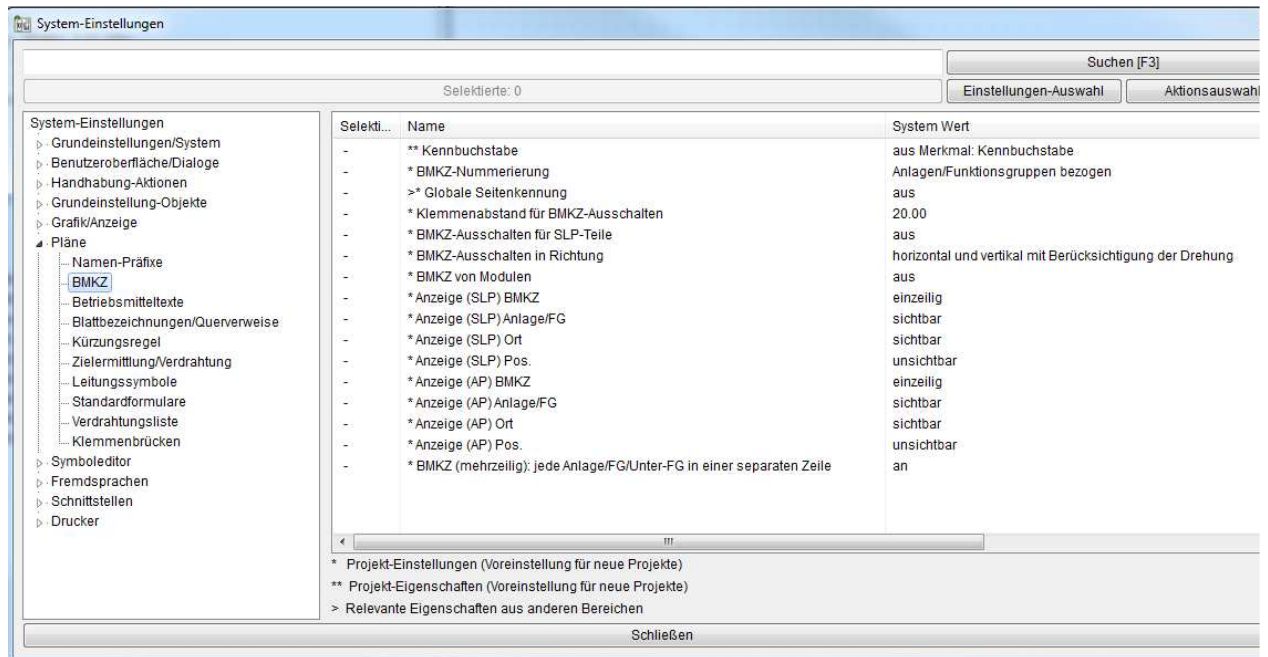 System-Einstellungen
Suchen [F3]
Selektierte: 0
Einstellungen-Auswahl
Aktionsauswahl
System-Einstellungen
Grundeinstellungen/System
Benutzeroberfläche/Dialoge
Handhabung-Aktionen
Grundeinstellung-Objekte
Grafik/Anzeige
Pläne
Namen-Präfixe
BMKZ
Betriebsmitteltexte
Blattbezeichnungen/Querverweise
Kürzungsregel
Zielermittlung/Verdrahtung
Leitungssymbole
Standardformulare
Verdrahtungsliste
Klemmenbrücken
Symboleditor
Fremdsprachen
Schnittstellen
Drucker
Selekti... Name System Wert
- ** Kennbuchstabe aus Merkmal: Kennbuchstabe
- * BMKZ-Nummerierung Anlagen/Funktionsgruppen bezogen
- >* Globale Seitenkennung aus
- * Klemmenabstand für BMKZ-Ausschalten 20.00
- * BMKZ-Ausschalten für SLP-Teile aus
- * BMKZ-Ausschalten in Richtung horizontal und vertikal mit Berücksichtigung der Drehung
- * BMKZ von Modulen aus
- * Anzeige (SLP) BMKZ einzeilig
- * Anzeige (SLP) Anlage/FG sichtbar
- * Anzeige (SLP) Ort sichtbar
- * Anzeige (SLP) Pos. unsichtbar
- * Anzeige (AP) BMKZ einzeilig
- * Anzeige (AP) Anlage/FG sichtbar
- * Anzeige (AP) Ort sichtbar
- * Anzeige (AP) Pos. unsichtbar
- * BMKZ (mehrzeilig): jede Anlage/FG/Unter-FG in einer separaten Zeile an
* Projekt-Einstellungen (Voreinstellung für neue Projekte)
** Projekt-Eigenschaften (Voreinstellung für neue Projekte)
> Relevante Eigenschaften aus anderen Bereichen
Schließen